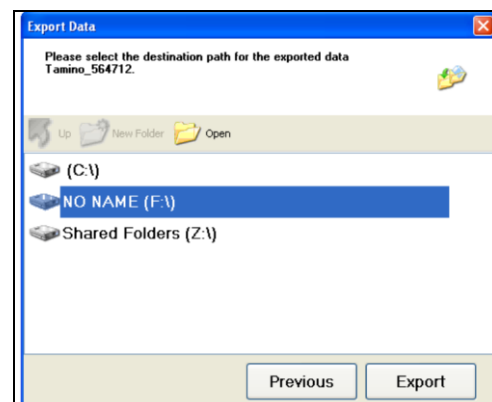 Export Data
Please select the destination path for the exported data
Tamino_564712.
Up New Folder Open
(C:\)
NO NAME (F:\)
Shared Folders (Z:\)
Previous Export